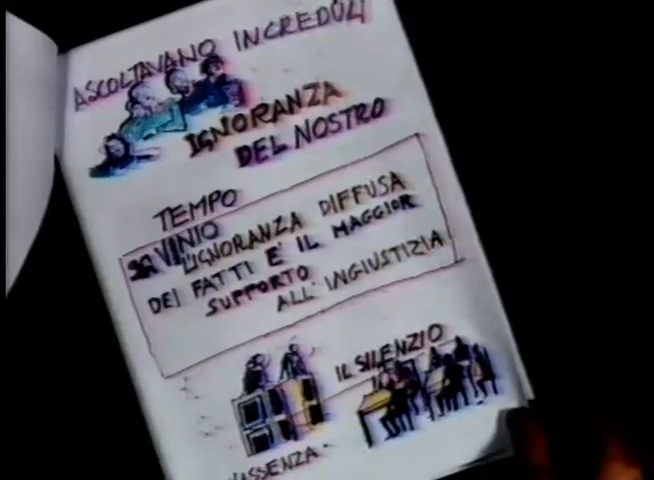 ASCOLTAVANO INCREDULI
IGNORANZA
DEL NOSTRO
TEMPO
SAVINIO
L'IGNORANZA DIFFUSA
DEI FATTI E' IL MAGGIOR
SUPPORTO
ALL' INGIUSTIZIA
IL SILENZIO
L'ASSENZA